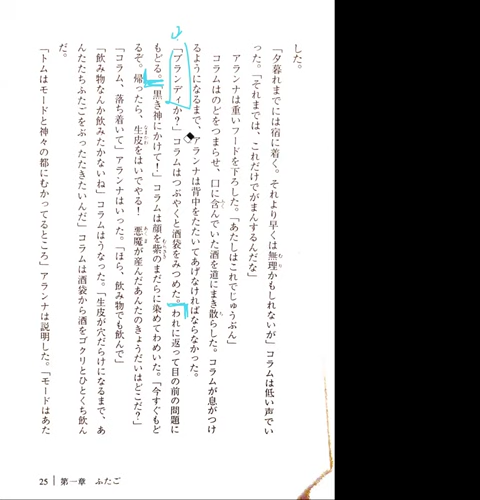 した。
「夕暮れまでには宿に着く。それより早くは無理かもしれないが」コラムは低い声でい
った。「それまでは、これだけでがまんするんだな」
アランナは重いフードを下ろした。「あたしはこれでじゅうぶん」
コラムはのどをつまらせ、口に含んでいた酒を道にまき散らした。コラムが息がつけ
るようになるまで、アランナは背中をたたいてあげなければならなかった。
「ブランディか?」コラムはつぶやくと酒袋をみつめた。われに返って目の前の問題に
もどる。「黒き神にかけて!」コラムは顔を紫のまだらに染めてわめいた。「今すぐもど
るぞ。帰ったら、生皮をはいでやる! 悪魔が産んだあんたのきょうだいはどこだ?」
「コラム、落ち着いて」アランナはいった。「ほら、飲み物でも飲んで」
「飲み物なんか飲みたかないね」コラムはうなった。「生皮が穴だらけになるまで、あ
んたたちふたごをぶったたきたいんだ」コラムは酒袋から酒をゴクリとひとくち飲ん
だ。
「トムはモードと神々の都にむかってるところ」アランナは説明した。「モードはあた
25 第一章 ふたご